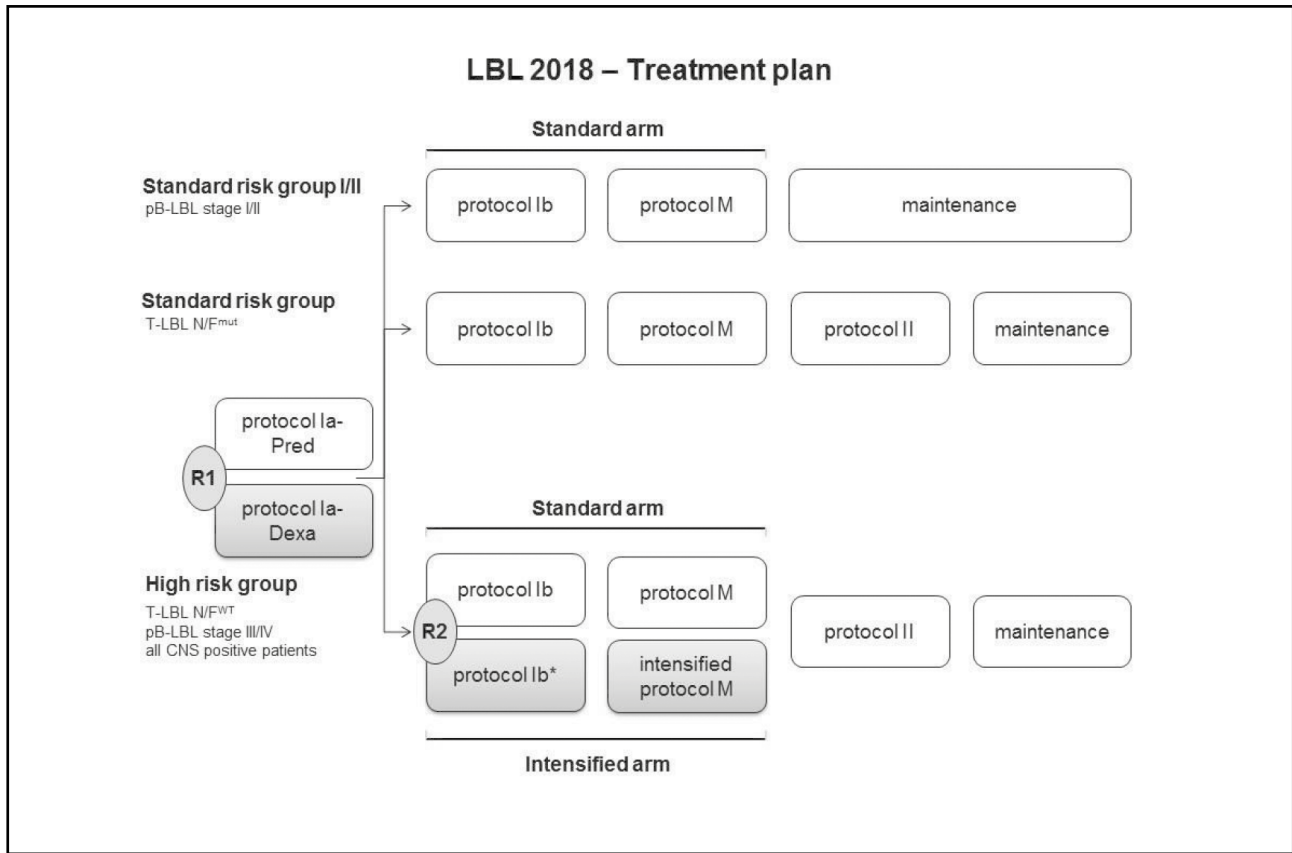 LBL 2018 – Treatment plan
Standard arm
Standard risk group I/II
pB-LBL stage I/II
protocol Ib
protocol M
maintenance
Standard risk group
T-LBL N/Fᵐᵘᵗ
protocol Ib
protocol M
protocol II
maintenance
protocol Ia-
Pred
R1
protocol Ia-
Dexa
High risk group
T-LBL N/Fᵂᵀ
pB-LBL stage III/IV
all CNS positive patients
Standard arm
protocol Ib
protocol M
R2
protocol Ib*
intensified
protocol M
protocol II
maintenance
Intensified arm